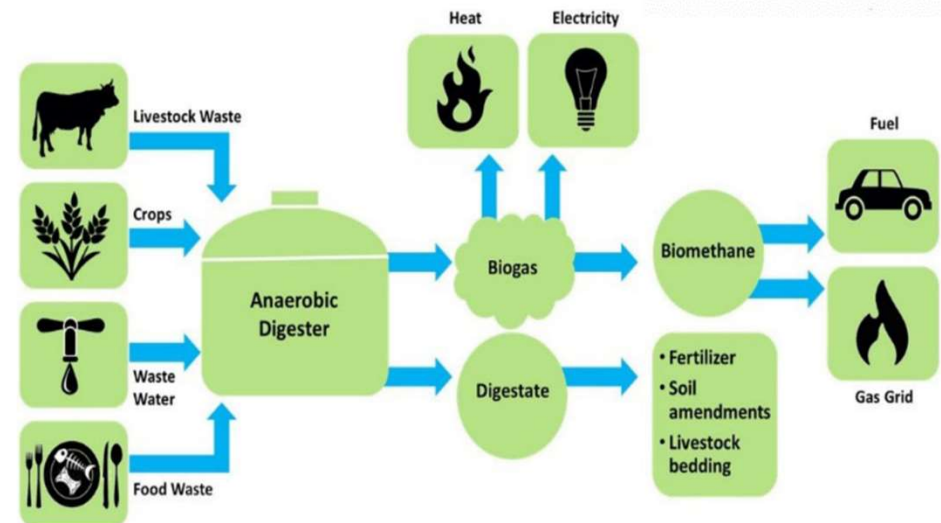 Heat
Electricity
Livestock Waste
Fuel
Crops
Biogas
Biomethane
Anaerobic
Digester
Waste
Water
Digestate
• Fertilizer
• Soil
amendments
• Livestock
bedding
Gas Grid
Food Waste